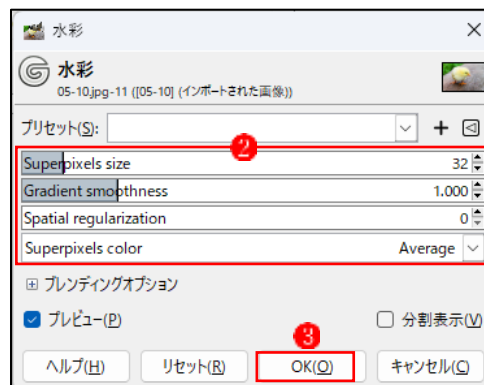 水彩
水彩
05-10.jpg-11 ([05-10] (インポートされた画像))
プリセット(S):
2
Superpixels size 32
Gradient smoothness 1.000
Spatial regularization 0
Superpixels color Average
ブレンディングオプション
プレビュー(P) 分割表示(V)
3
ヘルプ(H) リセット(R) OK(O) キャンセル(C)